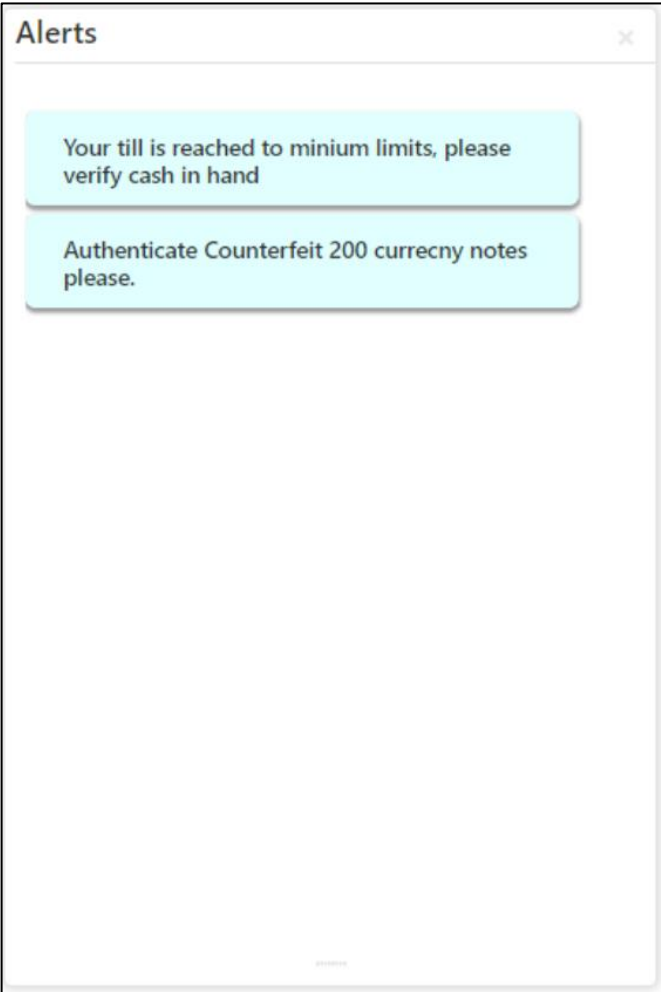 Alerts
Your till is reached to minium limits, please
verify cash in hand
Authenticate Counterfeit 200 currecny notes
please.